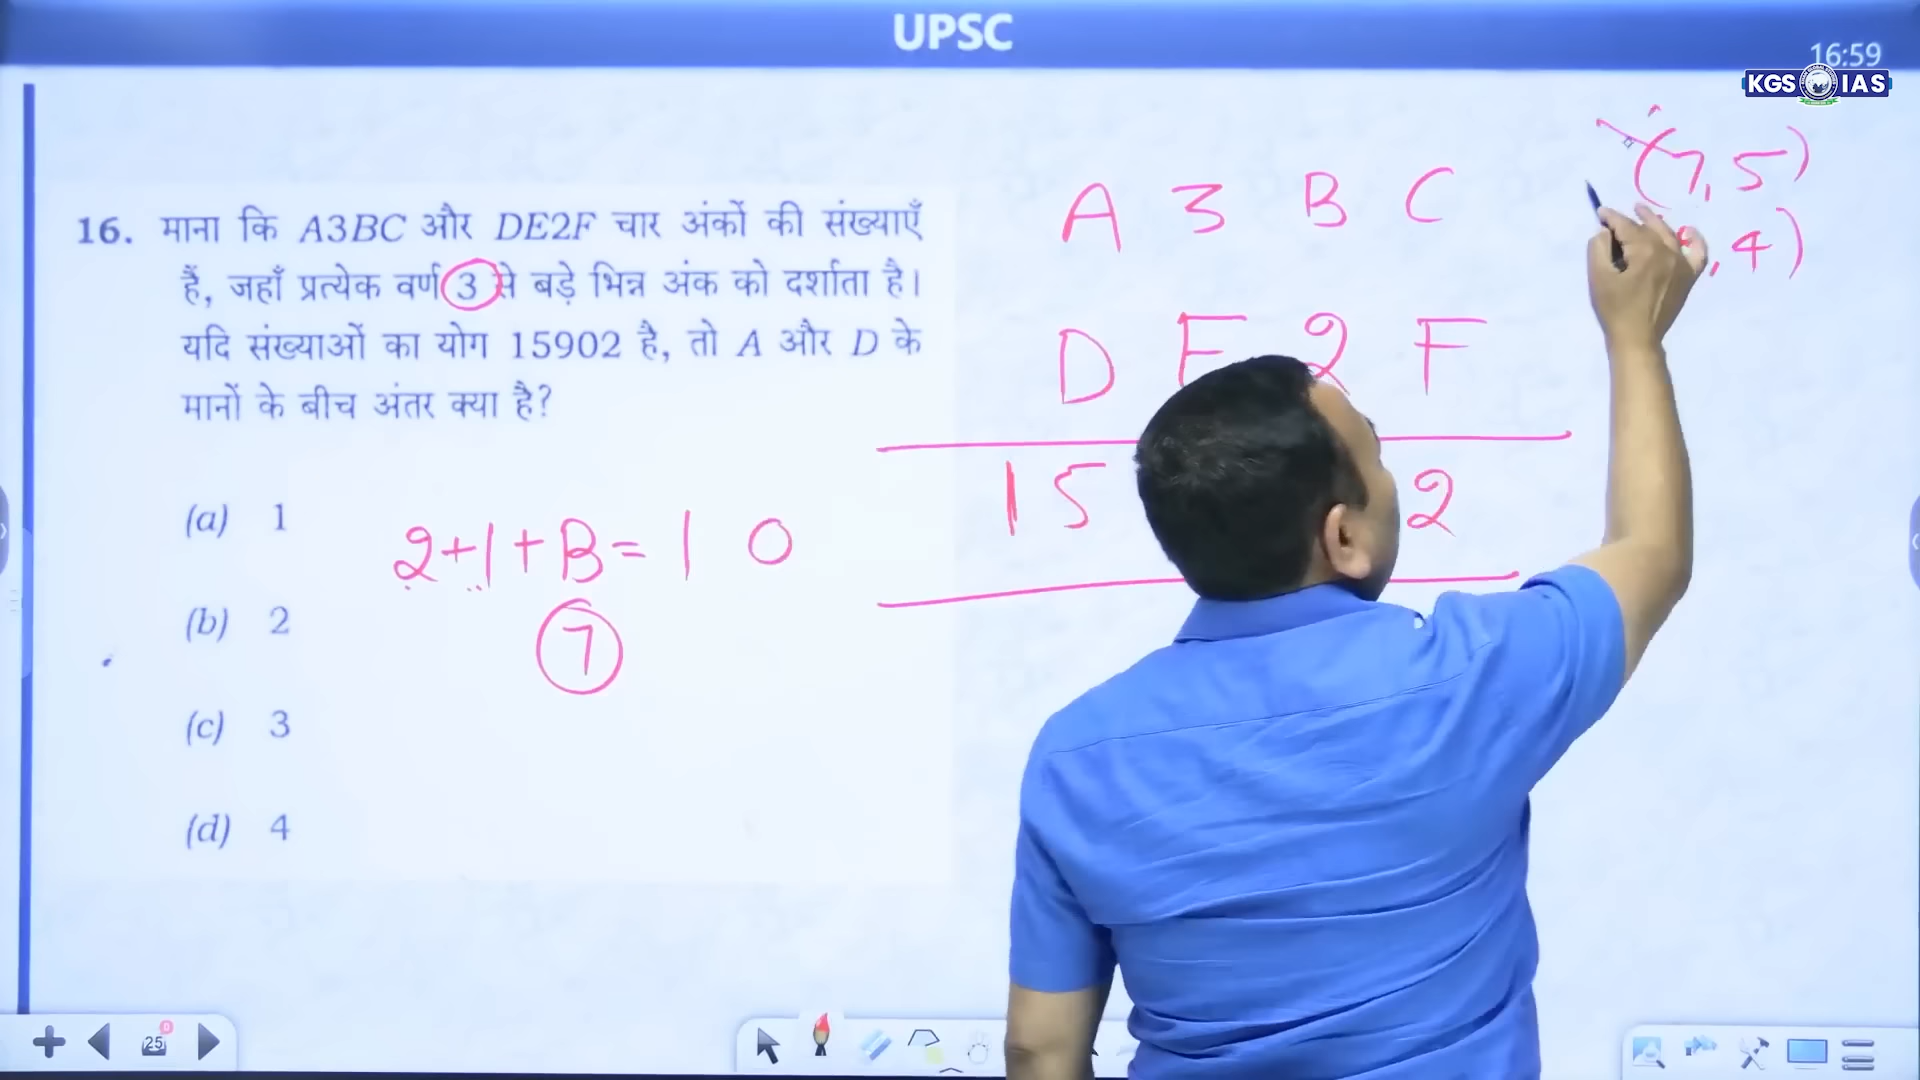 UPSC
16:59
KGS IAS
16. माना कि A3BC और DE2F चार अंकों की संख्याएँ
हैं, जहाँ प्रत्येक वर्ण 3 से बड़े भिन्न अंक को दर्शाता है।
यदि संख्याओं का योग 15902 है, तो A और D के
मानों के बीच अंतर क्या है?
(a) 1
(b) 2
(c) 3
(d) 4
2+1+B=10
7
A 3 B C
D E 2 F
15 2
(7,5)
,4)
25
0